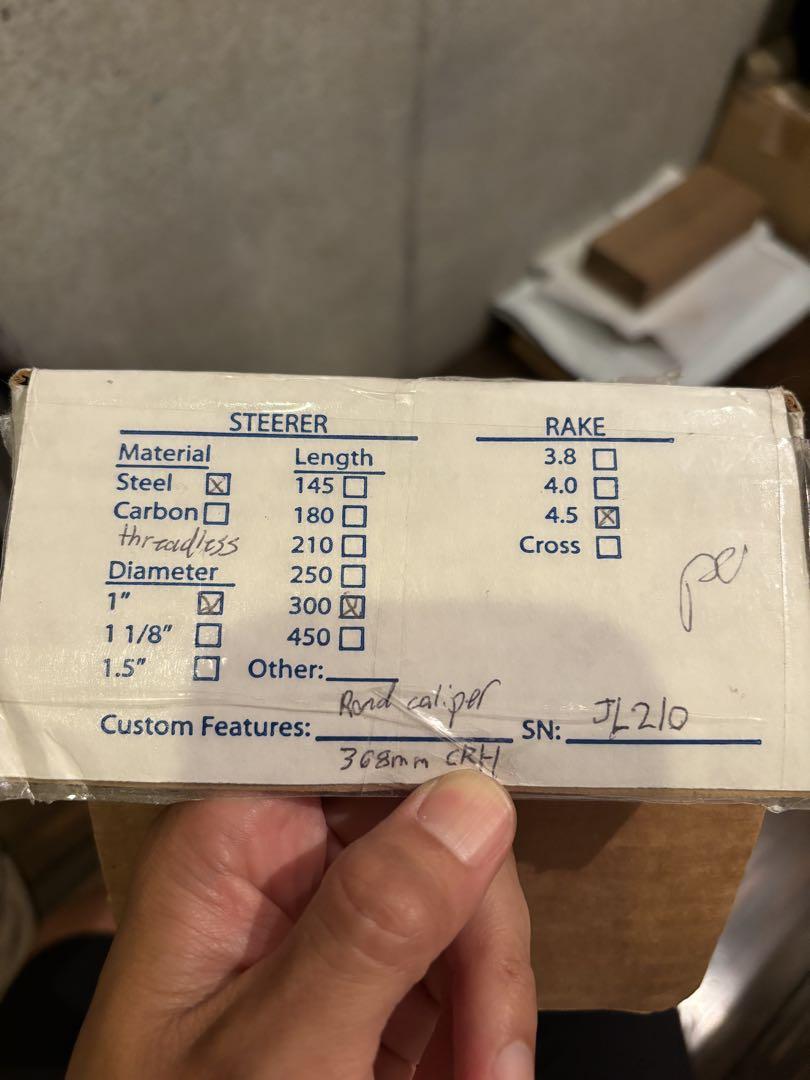 STEERER
Material
Steel ☒
Carbon ☐
threadless
Diameter
1" ☒
1 1/8" ☐
1.5" ☐
Length
145 ☐
180 ☐
210 ☐
250 ☐
300 ☒
450 ☐
Other:
RAKE
3.8 ☐
4.0 ☐
4.5 ☒
Cross ☐
Custom Features: Road caliper
368mm CRH
SN: JL210